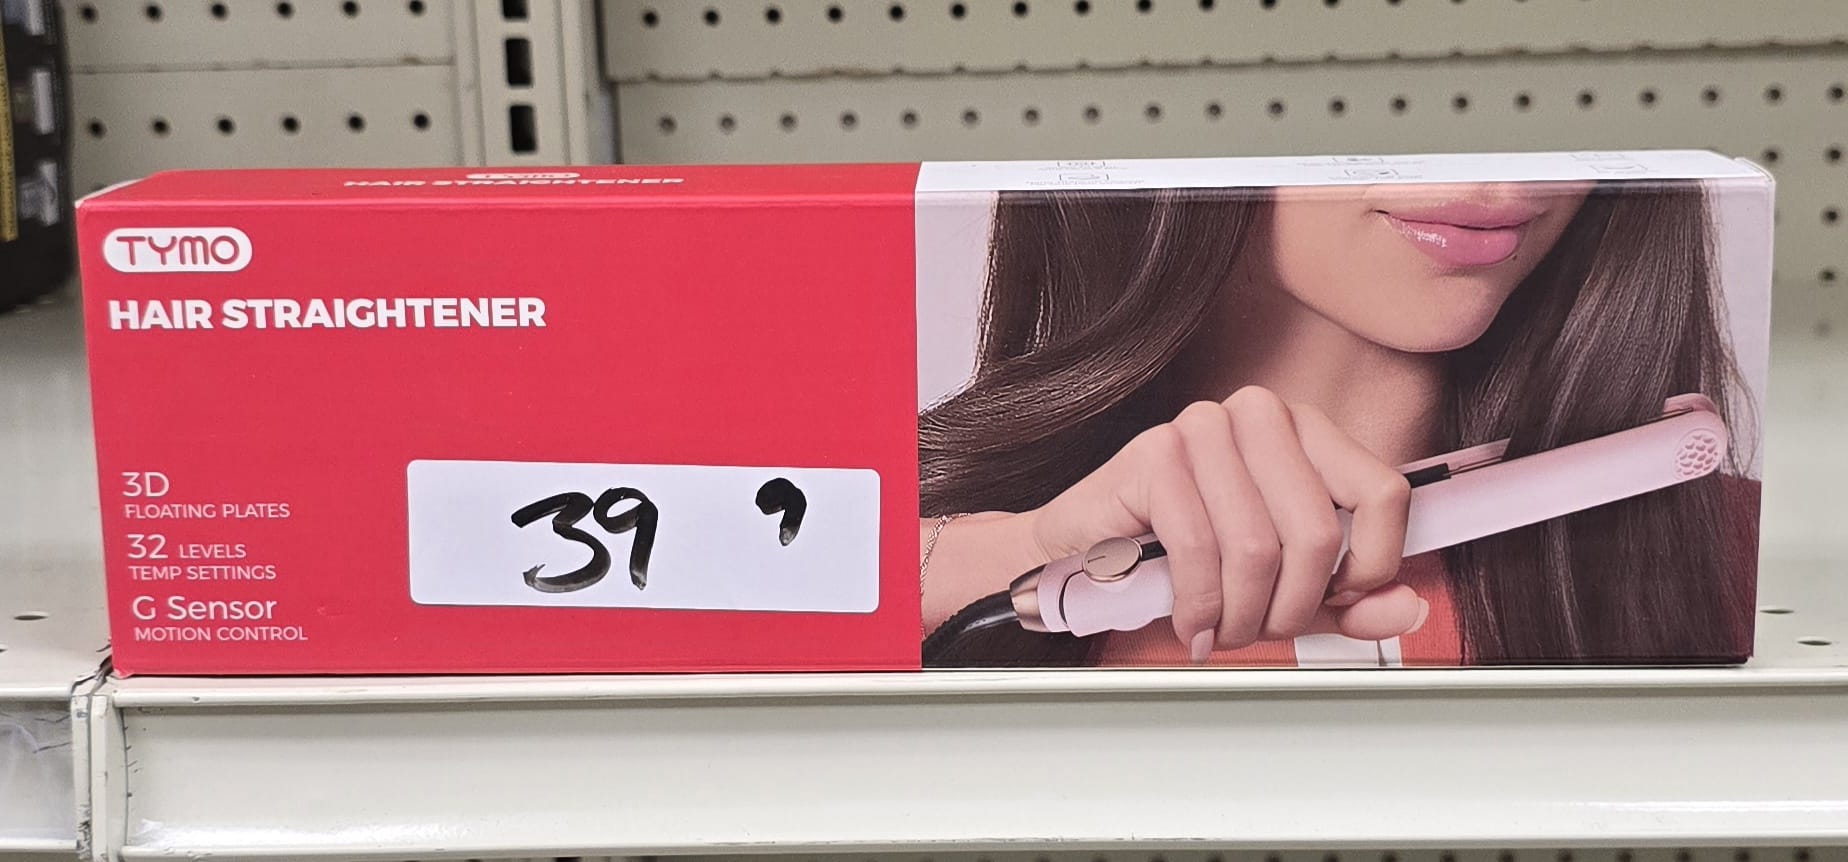 HAIR STRAIGHTENER
TYMO
HAIR STRAIGHTENER
3D
FLOATING PLATES
32 LEVELS
TEMP SETTINGS
G Sensor
MOTION CONTROL
39 9